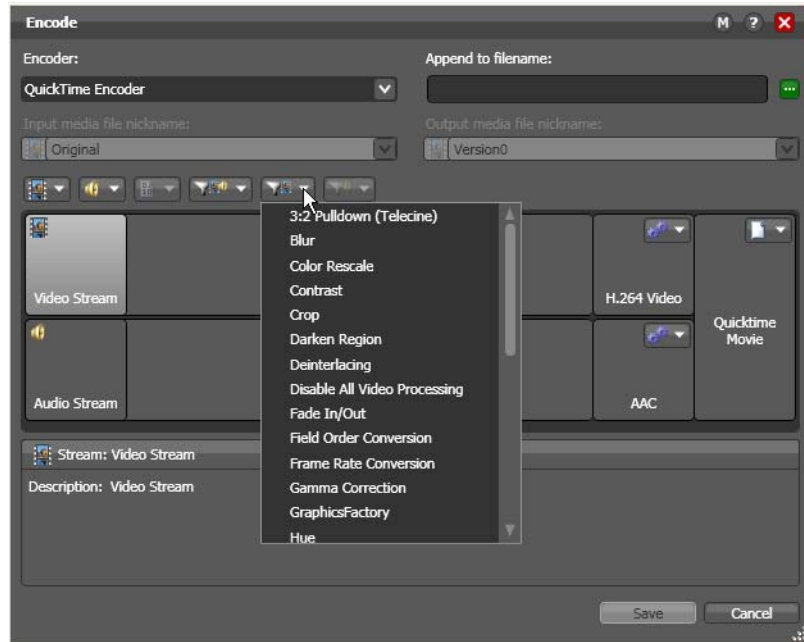 Encode
M ?
Encoder:
Append to filename:
QuickTime Encoder
Input media file nickname:
Output media file nickname:
Original
Version0
3:2 Pulldown (Telecine)
Blur
Color Rescale
Contrast
Crop
Darken Region
Deinterlacing
Disable All Video Processing
Fade In/Out
Field Order Conversion
Frame Rate Conversion
Gamma Correction
GraphicsFactory
Hue
Video Stream
H.264 Video
Quicktime
Movie
Audio Stream
AAC
Stream: Video Stream
Description: Video Stream
Save
Cancel